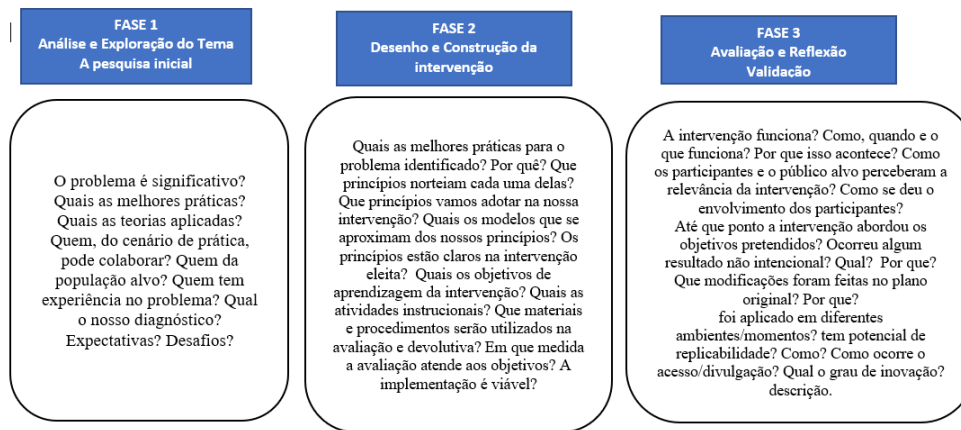 FASE 1
Análise e Exploração do Tema
A pesquisa inicial
O problema é significativo?
Quais as melhores práticas?
Quais as teorias aplicadas?
Quem, do cenário de prática,
pode colaborar? Quem da
população alvo? Quem tem
experiência no problema? Qual
o nosso diagnóstico?
Expectativas? Desafios?
FASE 2
Desenho e Construção da
intervenção
Quais as melhores práticas para o
problema identificado? Por quê? Que
princípios norteiam cada uma delas?
Que princípios vamos adotar na nossa
intervenção? Quais os modelos que se
aproximam dos nossos princípios? Os
princípios estão claros na intervenção
eleita? Quais os objetivos de
aprendizagem da intervenção? Quais as
atividades instrucionais? Que materiais
e procedimentos serão utilizados na
avaliação e devolutiva? Em que medida
a avaliação atende aos objetivos? A
implementação é viável?
FASE 3
Avaliação e Reflexão
Validação
A intervenção funciona? Como, quando e o
que funciona? Por que isso acontece? Como
os participantes e o público alvo perceberam a
relevância da intervenção? Como se deu o
envolvimento dos participantes?
Até que ponto a intervenção abordou os
objetivos pretendidos? Ocorreu algum
resultado não intencional? Qual? Por que?
Que modificações foram feitas no plano
original? Por que?
foi aplicado em diferentes
ambientes/momentos? tem potencial de
replicabilidade? Como? Como ocorre o
acesso/divulgação? Qual o grau de inovação?
descrição.